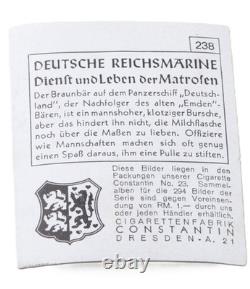 238
DEUTSCHE REICHSMARINE
Dienst und Leben der Matrosen
Der Braunbär auf dem Panzerschiff „Deutsch-
land", der Nachfolger des alten „Emden"-
Bären, ist ein mannshoher, klotziger Bursche,
aber das hindert ihn nicht, die Milchflasche
noch über die Maßen zu lieben. Offiziere
wie Mannschaften machen sich oft genug
einen Spaß daraus, ihm eine Pulle zu stiften.
Diese Bilder liegen in den
Packungen unserer Cigarette
Constantin No. 23. Sammel-
alben für die 294 Bilder der
Serie sind gegen Voreinsen-
dung von RM. 1.— durch uns
oder jeden Händler erhältlich.
CIGARETTENFABRIK
CONSTANTIN
DRESDEN-A. 21
ebay